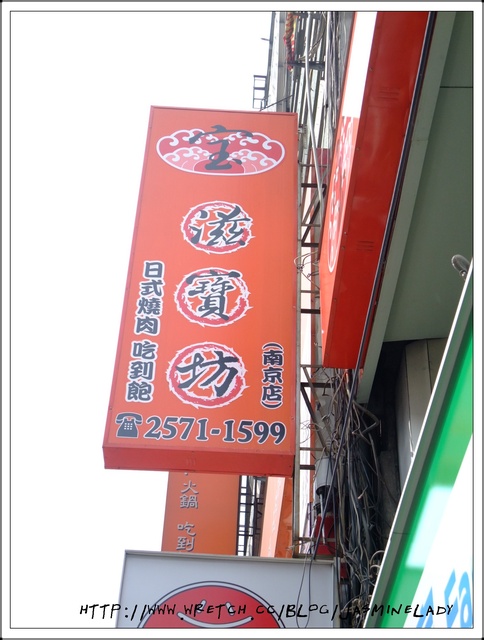 宝
滋
寶
坊
(南京店)
日式燒肉 吃到飽
☎2571-1599
火鍋 吃到
HTTP://WWW.WRETCH.CC/BLOG/JASMINELADY